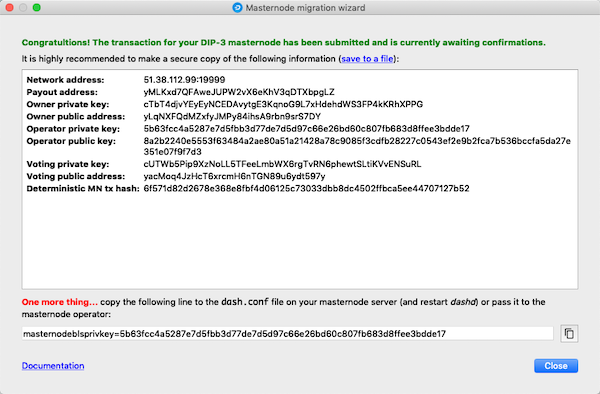 Masternode migration wizard
Congratultions! The transaction for your DIP-3 masternode has been submitted and is currently awaiting confirmations.
It is highly recommended to make a secure copy of the following information (save to a file):
Network address: 51.38.112.99:19999
Payout address: yMLKxd7QFAweJUPW2vX6eKhV3qDTXbpgLZ
Owner private key: cTbT4djvYEyEyNCEDAvytgE3KqnoG9L7xHdehdWS3FP4kKRhXPPG
Owner public address: yLqNXFQdMZxfyJMPy84ihsA9rbn9srS7DY
Operator private key: 5b63fcc4a5287e7d5fbb3d77de7d5d97c66e26bd60c807fb683d8ffee3bdde17
Operator public key: 8a2b2240e5553f63484a2ae80a51a21428a78c9085f3cdfb28227c0543ef2e9b2fca7b536bccfa5da27e
351e07f9f7d3
Voting private key: cUTWb5Pip9XzNoLL5TFeeLmbWX6rgTvRN6phewtSLtiKVvENSuRL
Voting public address: yacMoq4JzHcT6xrcmH6nTGN89u6ydt597y
Deterministic MN tx hash: 6f571d82d2678e368e8fbf4d06125c73033dbb8dc4502ffbca5ee44707127b52
One more thing... copy the following line to the dash.conf file on your masternode server (and restart dashd) or pass it to the
masternode operator:
masternodeblsprivkey=5b63fcc4a5287e7d5fbb3d77de7d5d97c66e26bd60c807fb683d8ffee3bdde17
Documentation
Close